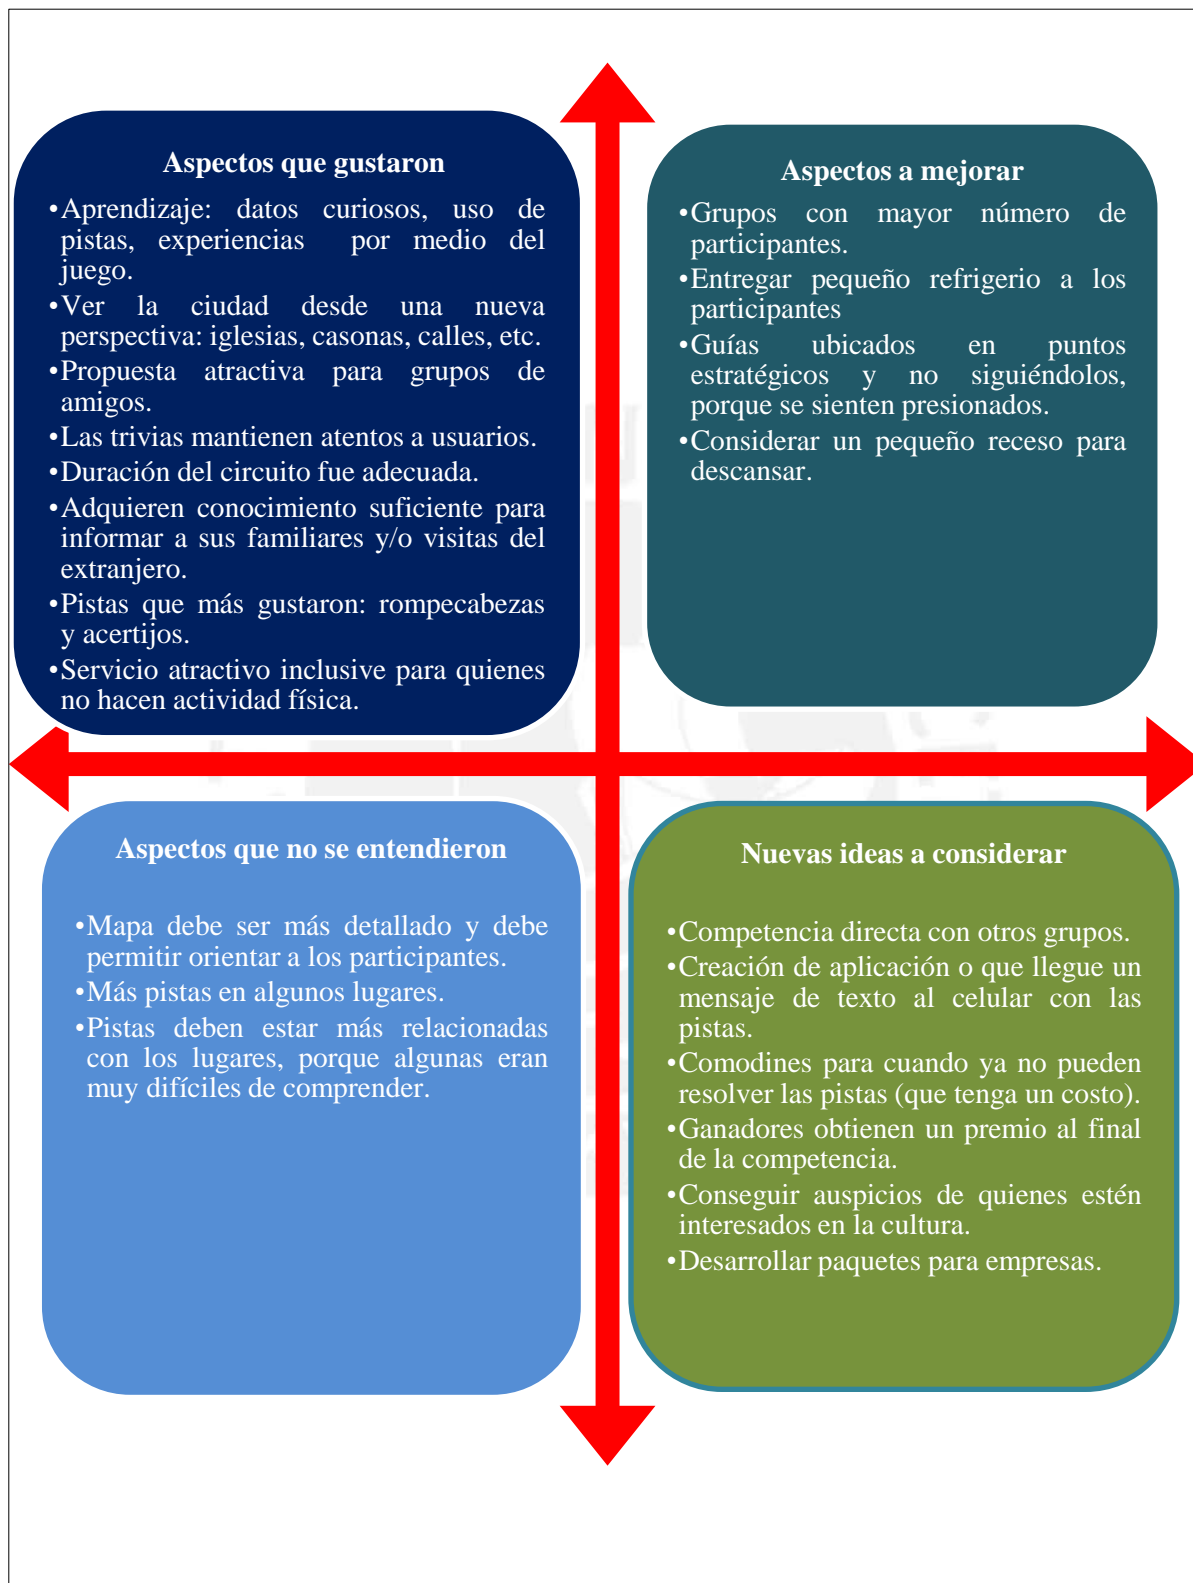 Aspectos que gustaron
•Aprendizaje: datos curiosos, uso de
pistas, experiencias por medio del
juego.
•Ver la ciudad desde una nueva
perspectiva: iglesias, casonas, calles, etc.
•Propuesta atractiva para grupos de
amigos.
•Las trivias mantienen atentos a usuarios.
•Duración del circuito fue adecuada.
•Adquieren conocimiento suficiente para
informar a sus familiares y/o visitas del
extranjero.
•Pistas que más gustaron: rompecabezas
y acertijos.
•Servicio atractivo inclusive para quienes
no hacen actividad física.
Aspectos a mejorar
•Grupos con mayor número de
participantes.
•Entregar pequeño refrigerio a los
participantes
•Guías ubicados en puntos
estratégicos y no siguiéndolos,
porque se sienten presionados.
•Considerar un pequeño receso para
descansar.
Aspectos que no se entendieron
•Mapa debe ser más detallado y debe
permitir orientar a los participantes.
•Más pistas en algunos lugares.
•Pistas deben estar más relacionadas
con los lugares, porque algunas eran
muy difíciles de comprender.
Nuevas ideas a considerar
•Competencia directa con otros grupos.
•Creación de aplicación o que llegue un
mensaje de texto al celular con las
pistas.
•Comodines para cuando ya no pueden
resolver las pistas (que tenga un costo).
•Ganadores obtienen un premio al final
de la competencia.
•Conseguir auspicios de quienes estén
interesados en la cultura.
•Desarrollar paquetes para empresas.